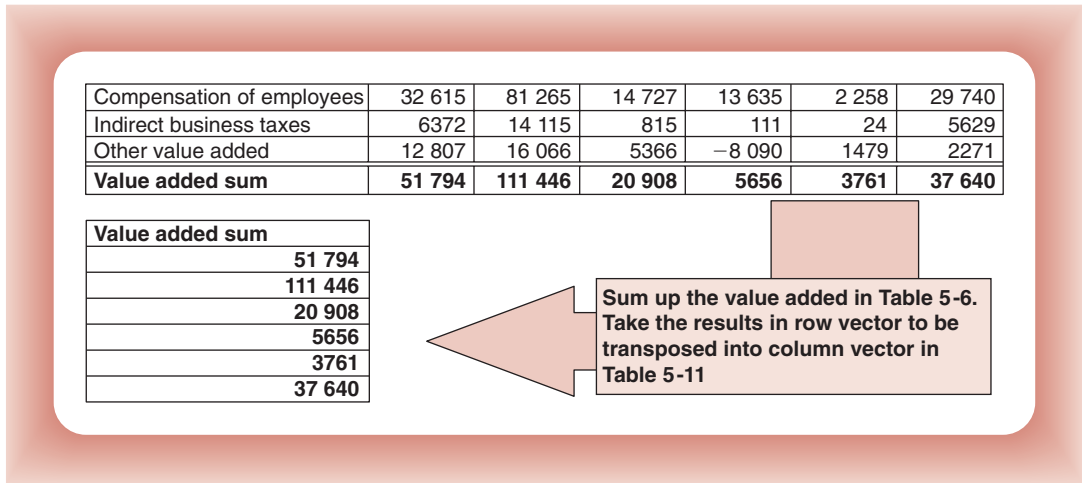 Compensation of employees 32 615 81 265 14 727 13 635 2 258 29 740
Indirect business taxes 6372 14 115 815 111 24 5629
Other value added 12 807 16 066 5366 −8 090 1479 2271
Value added sum 51 794 111 446 20 908 5656 3761 37 640
Value added sum
51 794
111 446
20 908
5656
3761
37 640
Sum up the value added in Table 5-6.
Take the results in row vector to be
transposed into column vector in
Table 5-11